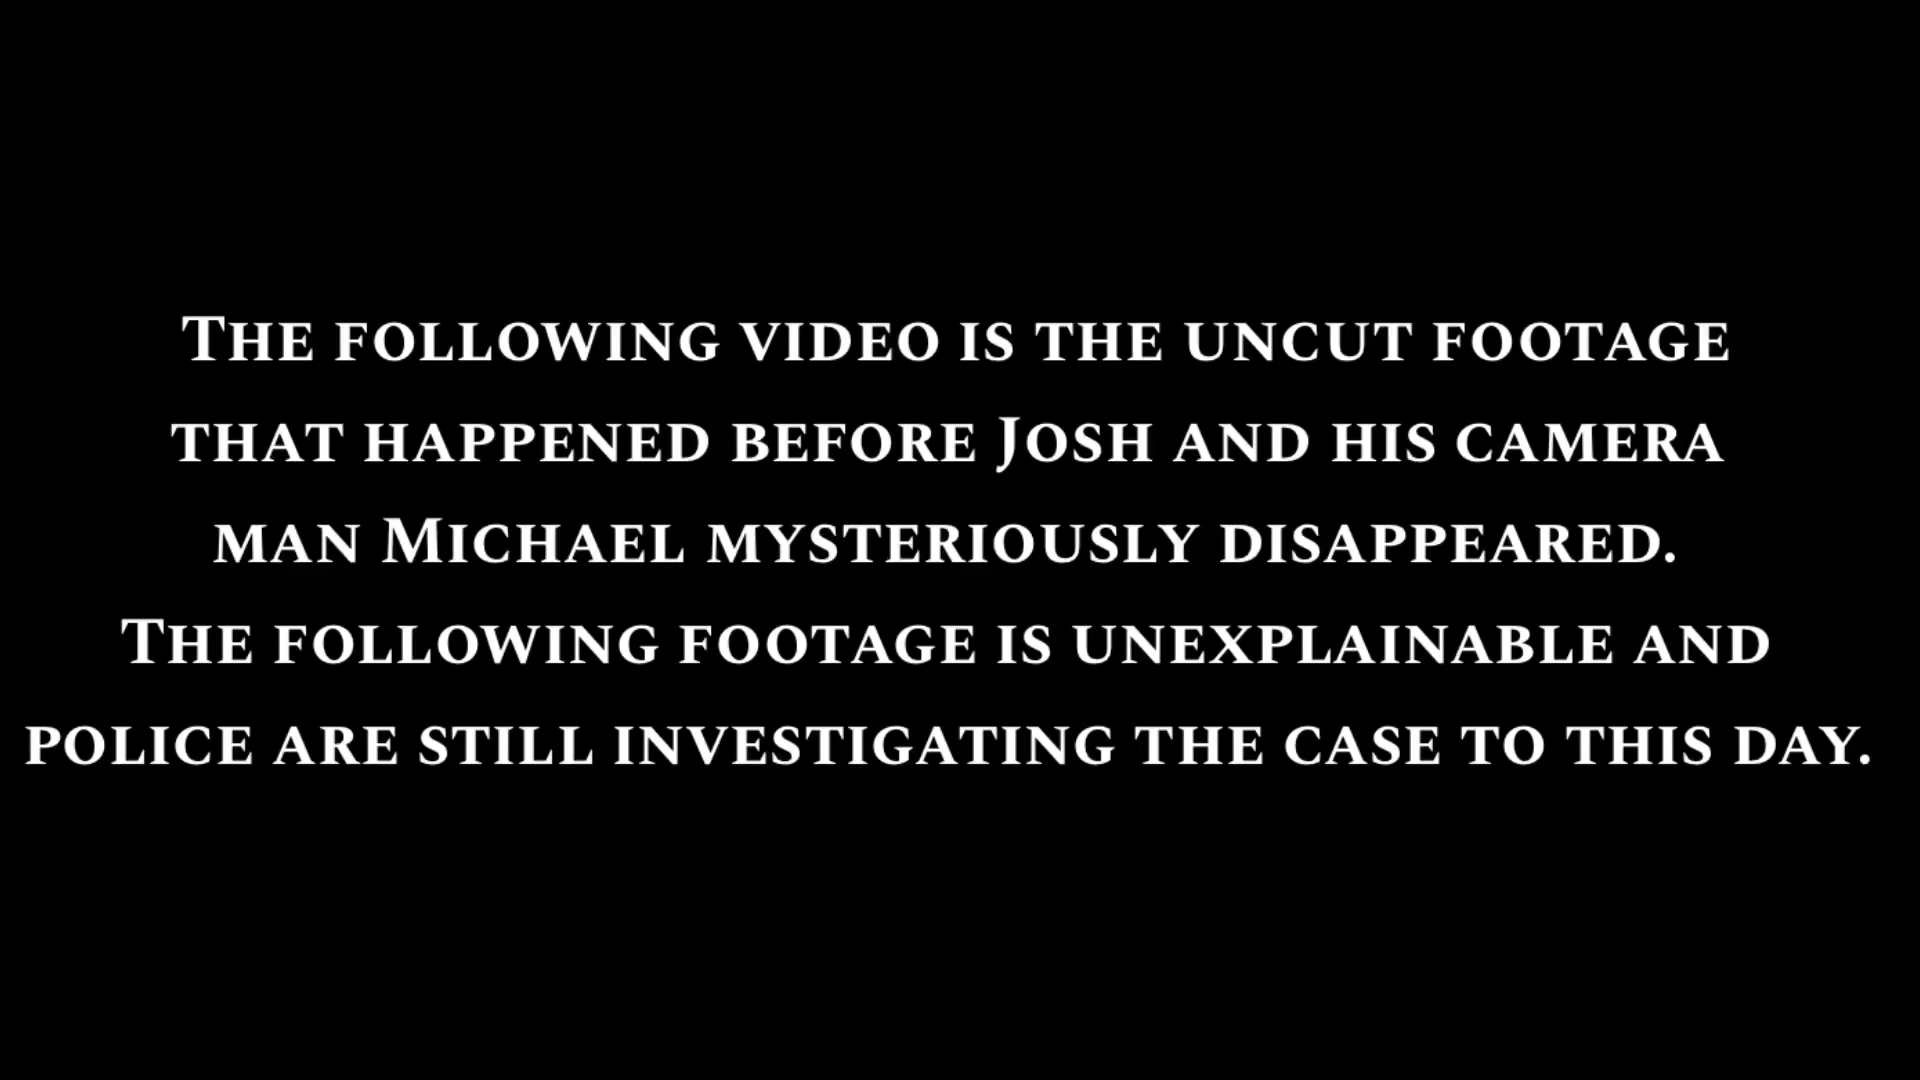 The following video is the uncut footage
that happened before Josh and his camera
man Michael mysteriously disappeared.
The following footage is unexplainable and
police are still investigating the case to this day.